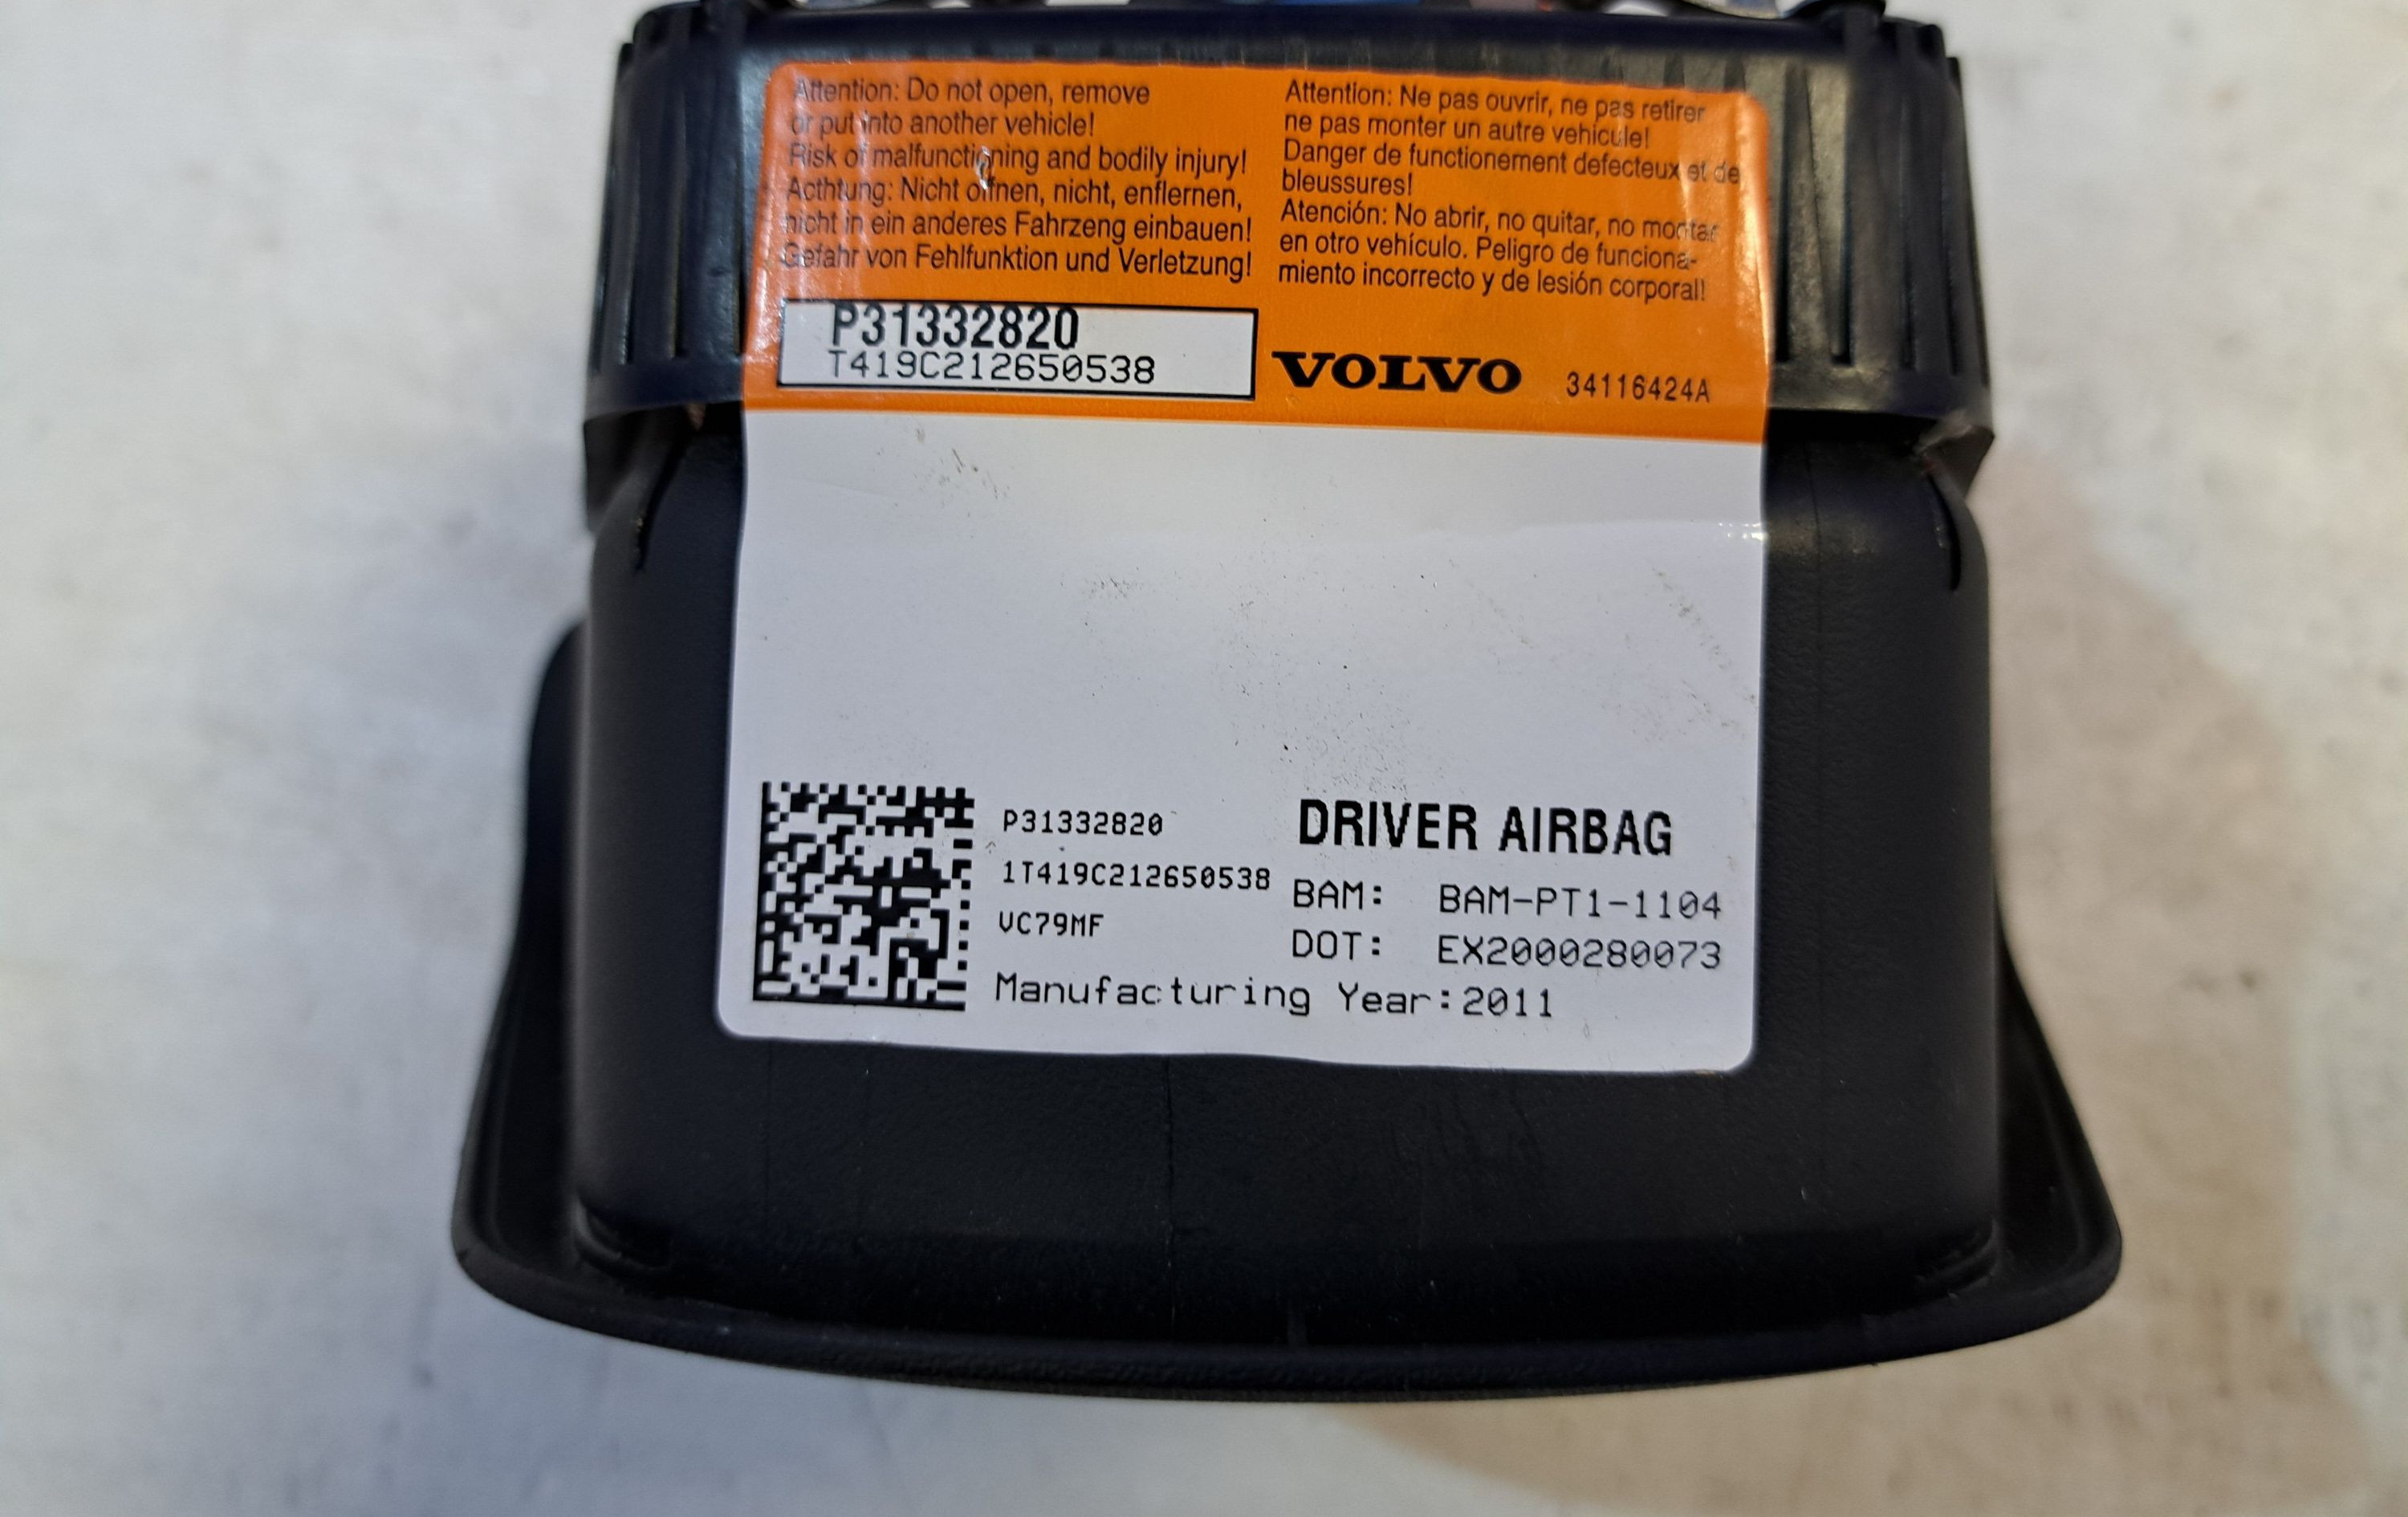 Attention: Do not open, remove
or put into another vehicle!
Risk of malfunctioning and bodily injury!
Acthtung: Nicht offnen, nicht, enflernen,
nicht in ein anderes Fahrzeng einbauen!
Gefahr von Fehlfunktion und Verletzung!
Attention: Ne pas ouvrir, ne pas retirer
ne pas monter un autre vehicule!
Danger de functionement defecteux et de
bleussures!
Atención: No abrir, no quitar, no montar
en otro vehículo. Peligro de funciona-
miento incorrecto y de lesión corporal!
P31332820
T419C212650538
VOLVO
34116424A
P31332820
1T419C212650538
VC79MF
DRIVER AIRBAG
BAM: BAM-PT1-1104
DOT: EX2000280073
Manufacturing Year:2011